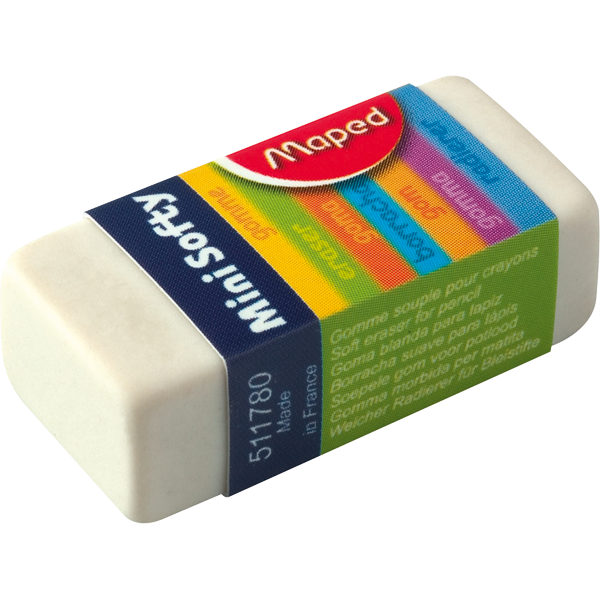 Maped
Mini Softy
gomme
eraser
goma
borracha
gom
gomma
radierer
511780
Made
in France
Gomme souple pour crayons
Soft eraser for pencil
Goma blanda para lapiz
Borracha suave para lápis
Soepele gom voor potlood
Gomma morbida per matita
Weicher Radierer für Bleistifte